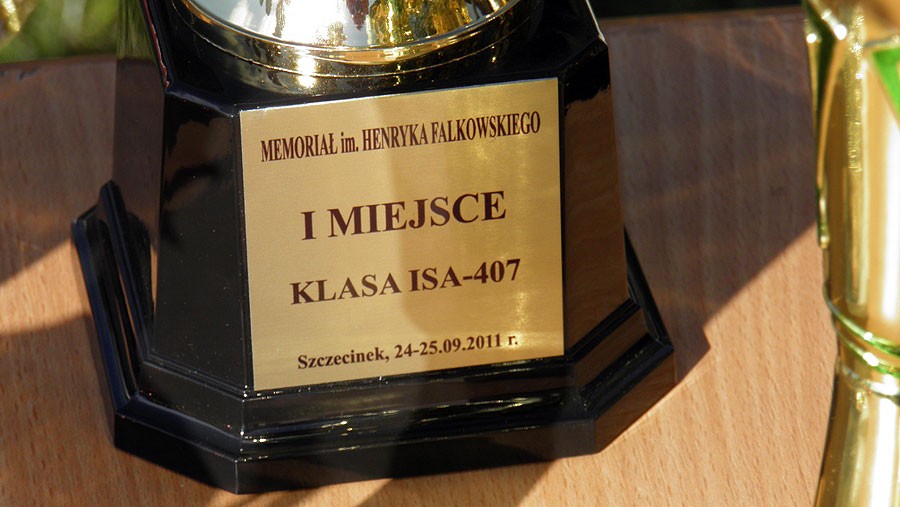 MEMORIAŁ im. HENRYKA FALKOWSKIEGO
I MIEJSCE
KLASA ISA-407
Szczecinek, 24-25.09.2011 r.